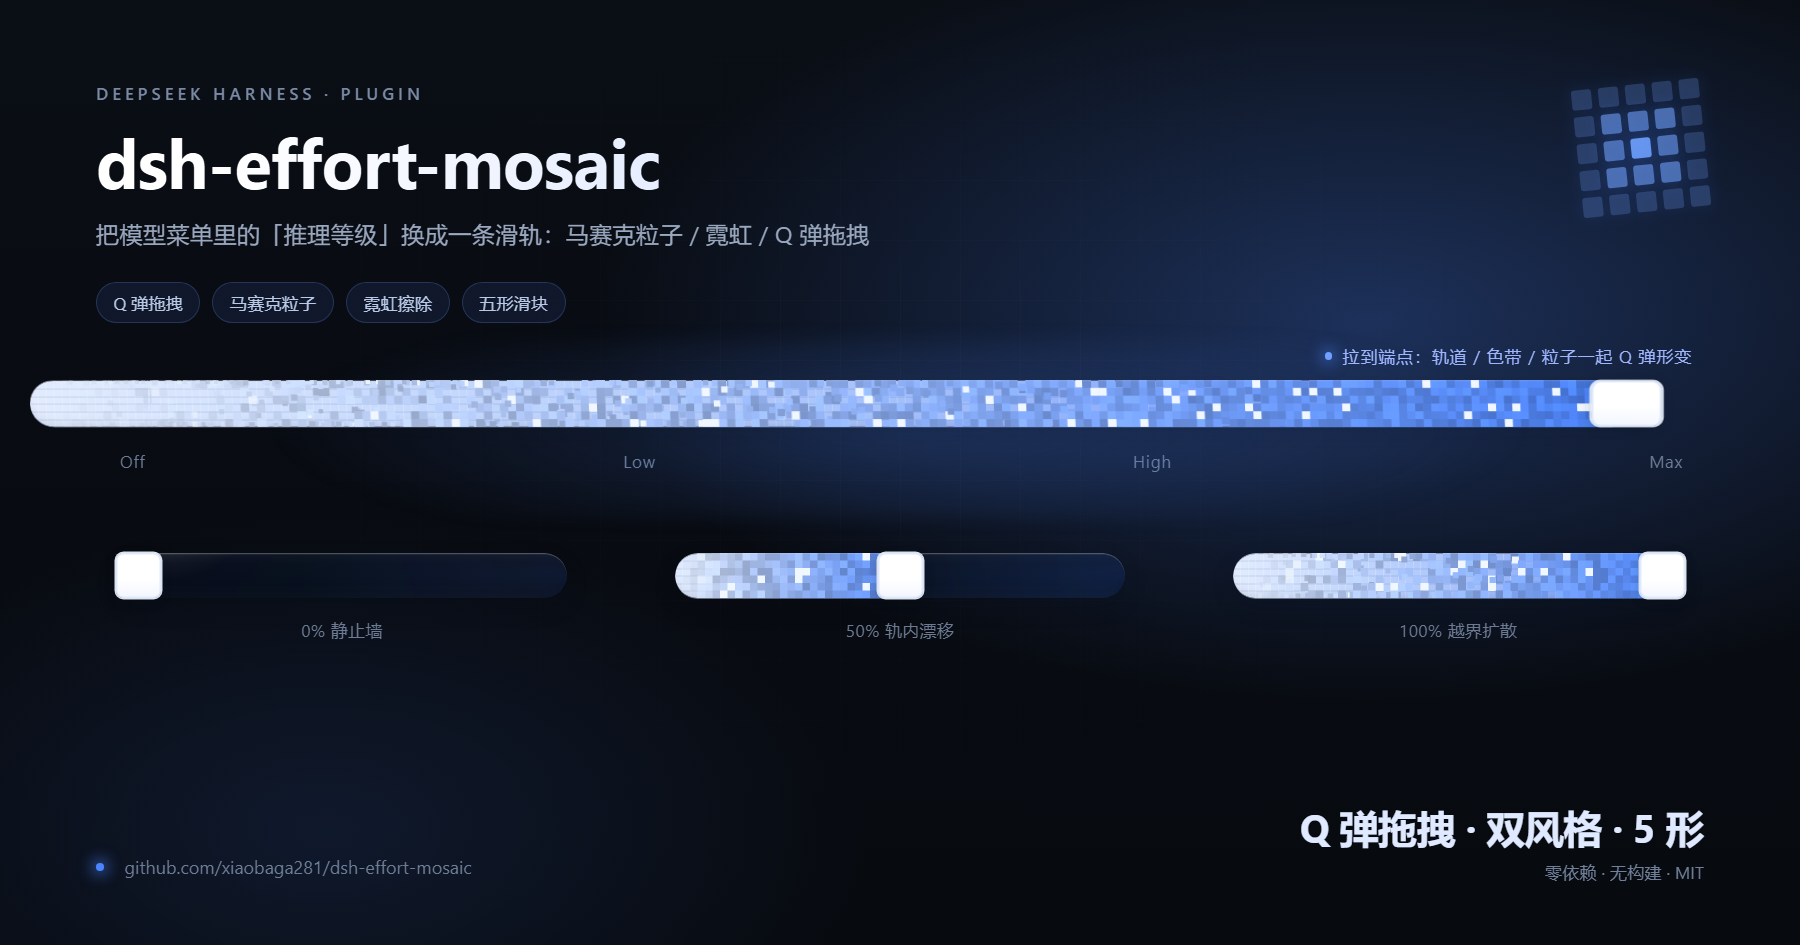 DEEPSEEK HARNESS · PLUGIN
dsh-effort-mosaic
把模型菜单里的「推理等级」换成一条滑轨：马赛克粒子 / 霓虹 / Q 弹拖拽
Q 弹拖拽
马赛克粒子
霓虹擦除
五形滑块
拉到端点：轨道 / 色带 / 粒子一起 Q 弹形变
Off
Low
High
Max
0% 静止墙
50% 轨内漂移
100% 越界扩散
Q 弹拖拽 · 双风格 · 5 形
github.com/xiaobaga281/dsh-effort-mosaic
零依赖 · 无构建 · MIT